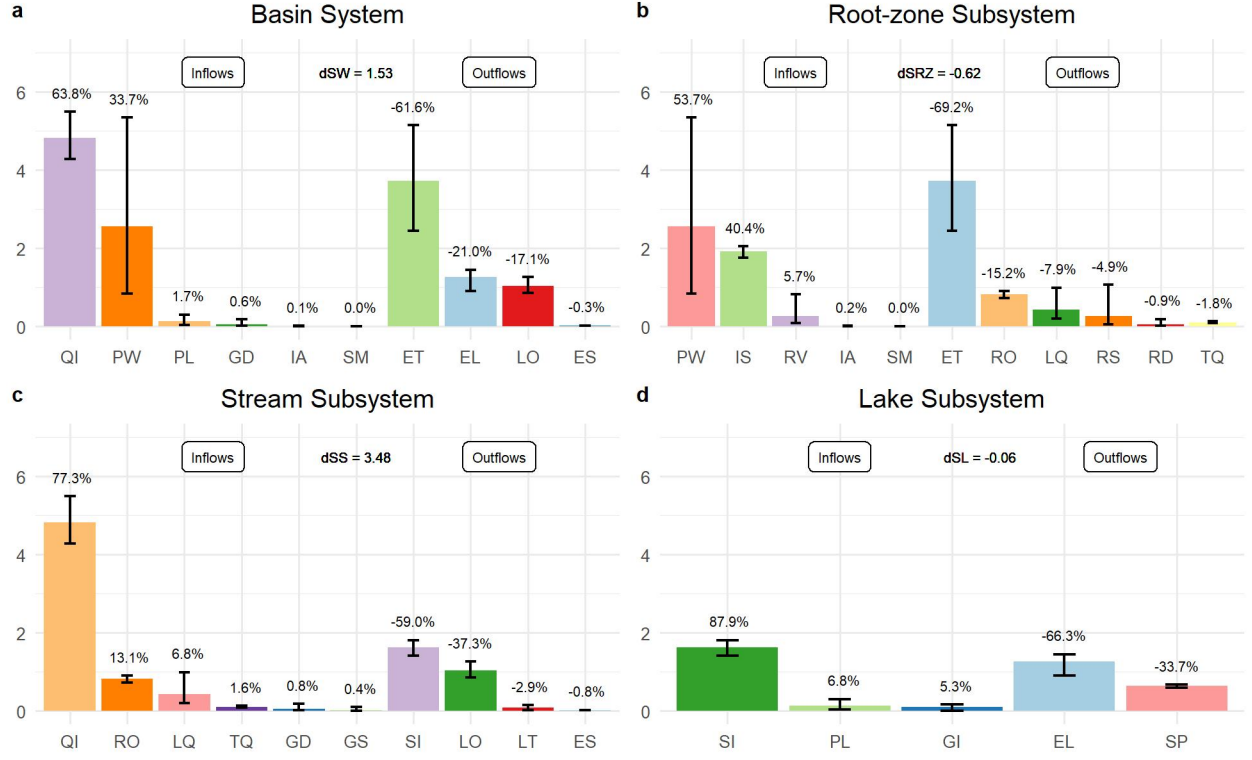 a
Basin System
Inflows
dSW = 1.53
Outflows
63.8%
33.7%
1.7%
0.6%
0.1%
0.0%
-61.6%
-21.0%
-17.1%
-0.3%
6
4
2
0
QI PW PL GD IA SM ET EL LO ES
b
Root-zone Subsystem
Inflows
dSRZ = -0.62
Outflows
53.7%
40.4%
5.7%
0.2%
0.0%
-69.2%
-15.2%
-7.9%
-4.9%
-0.9%
-1.8%
6
4
2
0
PW IS RV IA SM ET RO LQ RS RD TQ
c
Stream Subsystem
Inflows
dSS = 3.48
Outflows
77.3%
13.1%
6.8%
1.6%
0.8%
0.4%
-59.0%
-37.3%
-2.9%
-0.8%
6
4
2
0
QI RO LQ TQ GD GS SI LO LT ES
d
Lake Subsystem
Inflows
dSL = -0.06
Outflows
87.9%
6.8%
5.3%
-66.3%
-33.7%
6
4
2
0
SI PL GI EL SP